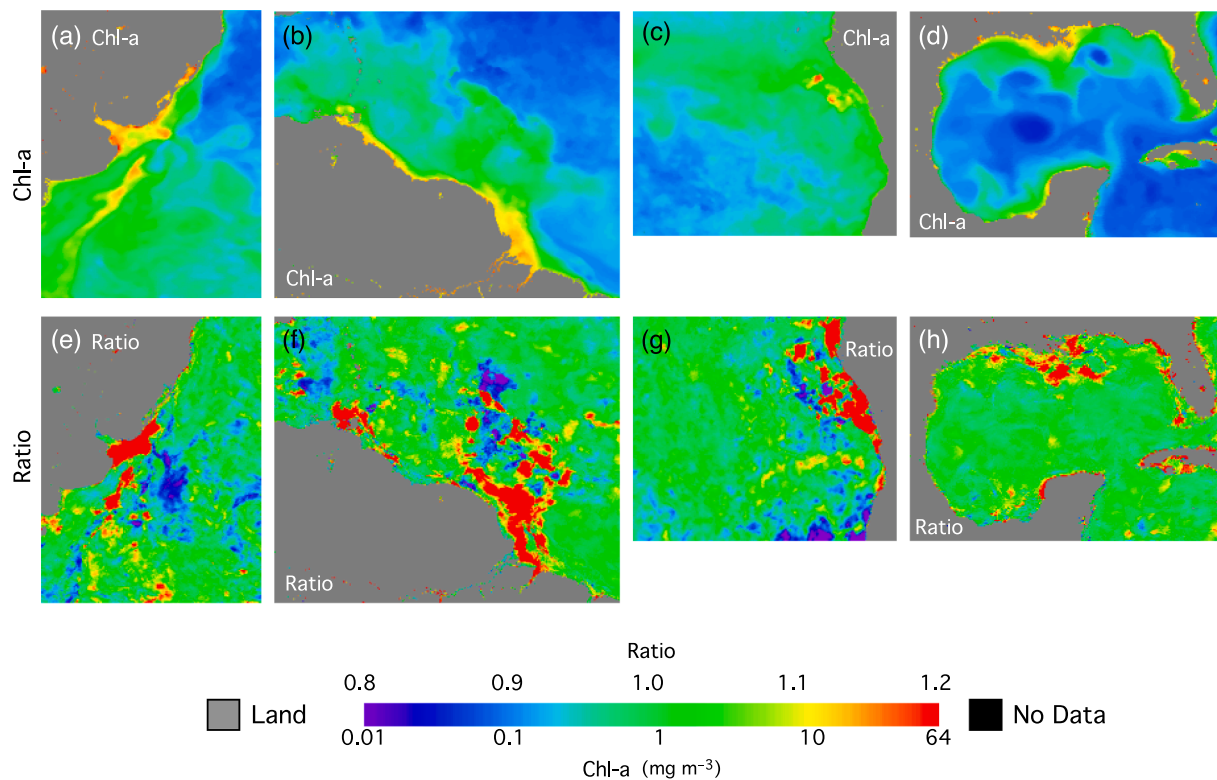 (a) Chl-a
(b)
Chl-a
(c)
Chl-a
(d)
Chl-a
Chl-a
(e) Ratio
(f)
Ratio
(g)
Ratio
(h)
Ratio
Ratio
Ratio
0.8 0.9 1.0 1.1 1.2
Land
No Data
0.01 0.1 1 10 64
Chl-a (mg m⁻³)